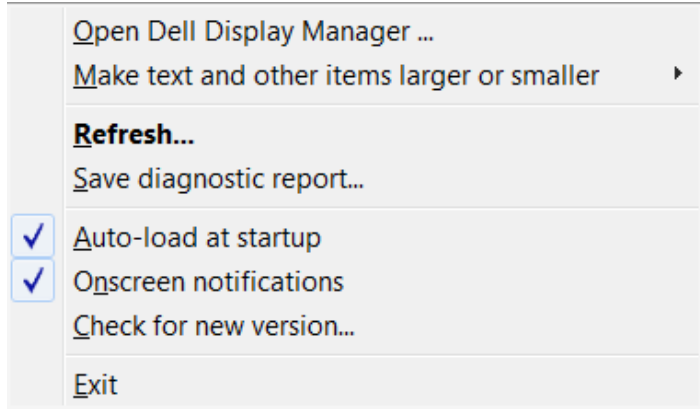 Open Dell Display Manager ...
Make text and other items larger or smaller
Refresh...
Save diagnostic report...
Auto-load at startup
Onscreen notifications
Check for new version...
Exit